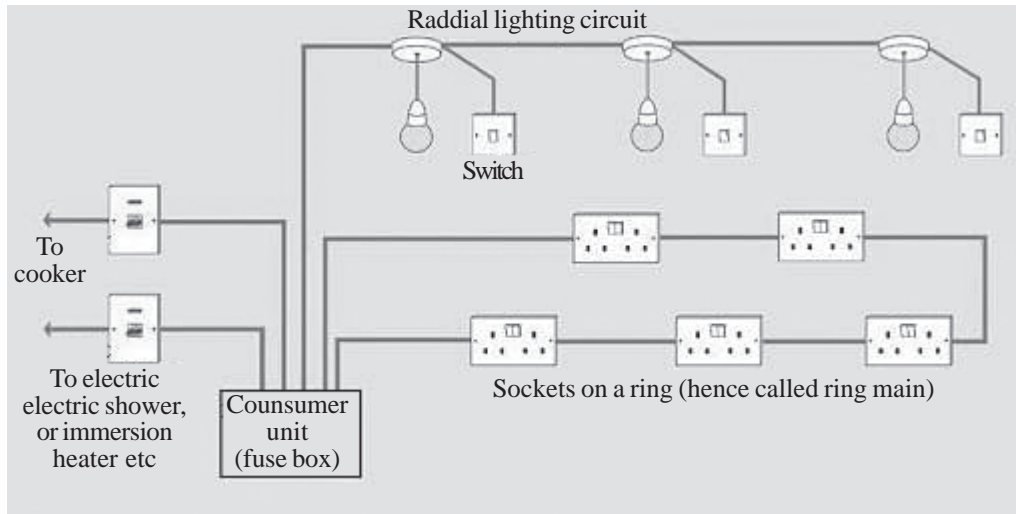 Raddial lighting circuit
Switch
To
cooker
To electric
electric shower,
or immersion
heater etc
Counsumer
unit
(fuse box)
Sockets on a ring (hence called ring main)